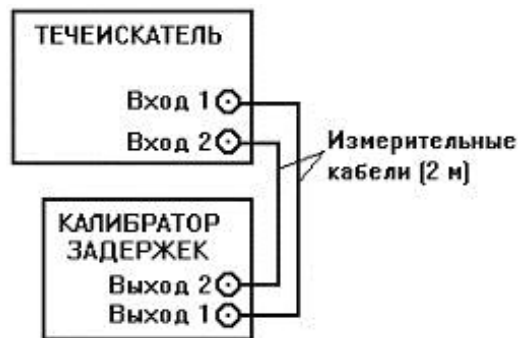 ТЕЧЕИСКАТЕЛЬ
Вход 1
Вход 2
Измерительные
кабели (2 м)
КАЛИБРАТОР
ЗАДЕРЖЕК
Выход 2
Выход 1